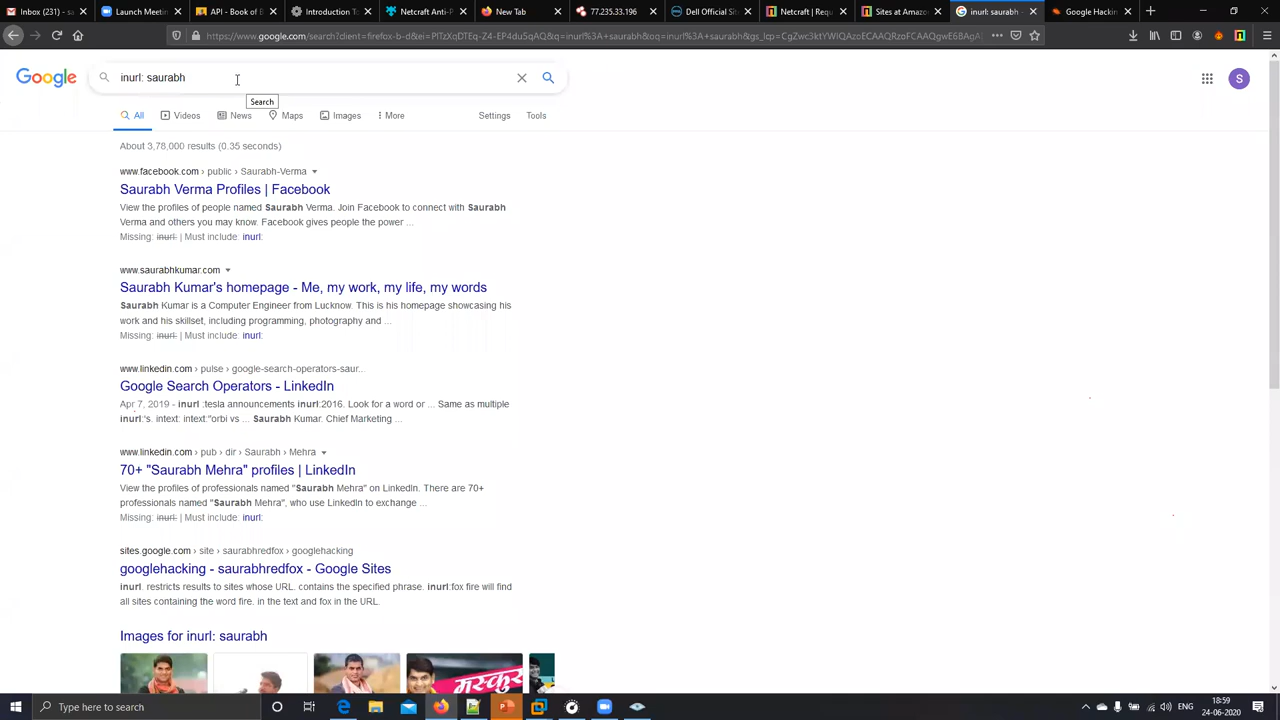 Inbox (231) - sa
Launchpad
API - Book of B
Introduction To
Netcraft Anti-P
New Tab
77.235.33.196
Dell Official Sit
Netcraft | Requ
Sites at Amazo
inurl: saurabh -
Google Hackin
https://www.google.com/search?client=firefox-b-d&ei=
Google
inurl: saurabh
Search
S
All
Videos
News
Maps
Images
More
Settings
Tools
About 3,78,000 results (0.35 seconds)
www.facebook.com › public › Saurabh-Verma
Saurabh Verma Profiles | Facebook
View the profiles of people named Saurabh Verma. Join Facebook to connect with Saurabh
Verma and others you may know. Facebook gives people the power ...
Missing: inurl: | Must include: inurl:
www.saurabhkumar.com
Saurabh Kumar's homepage - Me, my work, my life, my words
Saurabh Kumar is a Computer Engineer from Lucknow. This is his homepage showcasing his
work and his skillset, including programming, photography and ...
Missing: inurl: | Must include: inurl:
www.linkedin.com › pulse › google-search-operators-saur...
Google Search Operators - LinkedIn
Apr 7, 2019 - inurl :tesla announcements inurl:2016. Look for a word or ... Same as multiple
inurl:'s. intext: intext:"orbi vs ... Saurabh Kumar. Chief Marketing ...
www.linkedin.com › pub › dir › Saurabh › Mehra
70+ "Saurabh Mehra" profiles | LinkedIn
View the profiles of professionals named "Saurabh Mehra" on LinkedIn. There are 70+
professionals named "Saurabh Mehra", who use LinkedIn to exchange ...
Missing: inurl: | Must include: inurl:
sites.google.com › site › saurabhredfox › googlehacking
googlehacking - saurabhredfox - Google Sites
inurl. restricts results to sites whose URL. contains the specified phrase. inurl:fox fire will find
all sites containing the word fire. in the text and fox in the URL.
Images for inurl: saurabh
Type here to search
ENG
18:59
24-06-2020